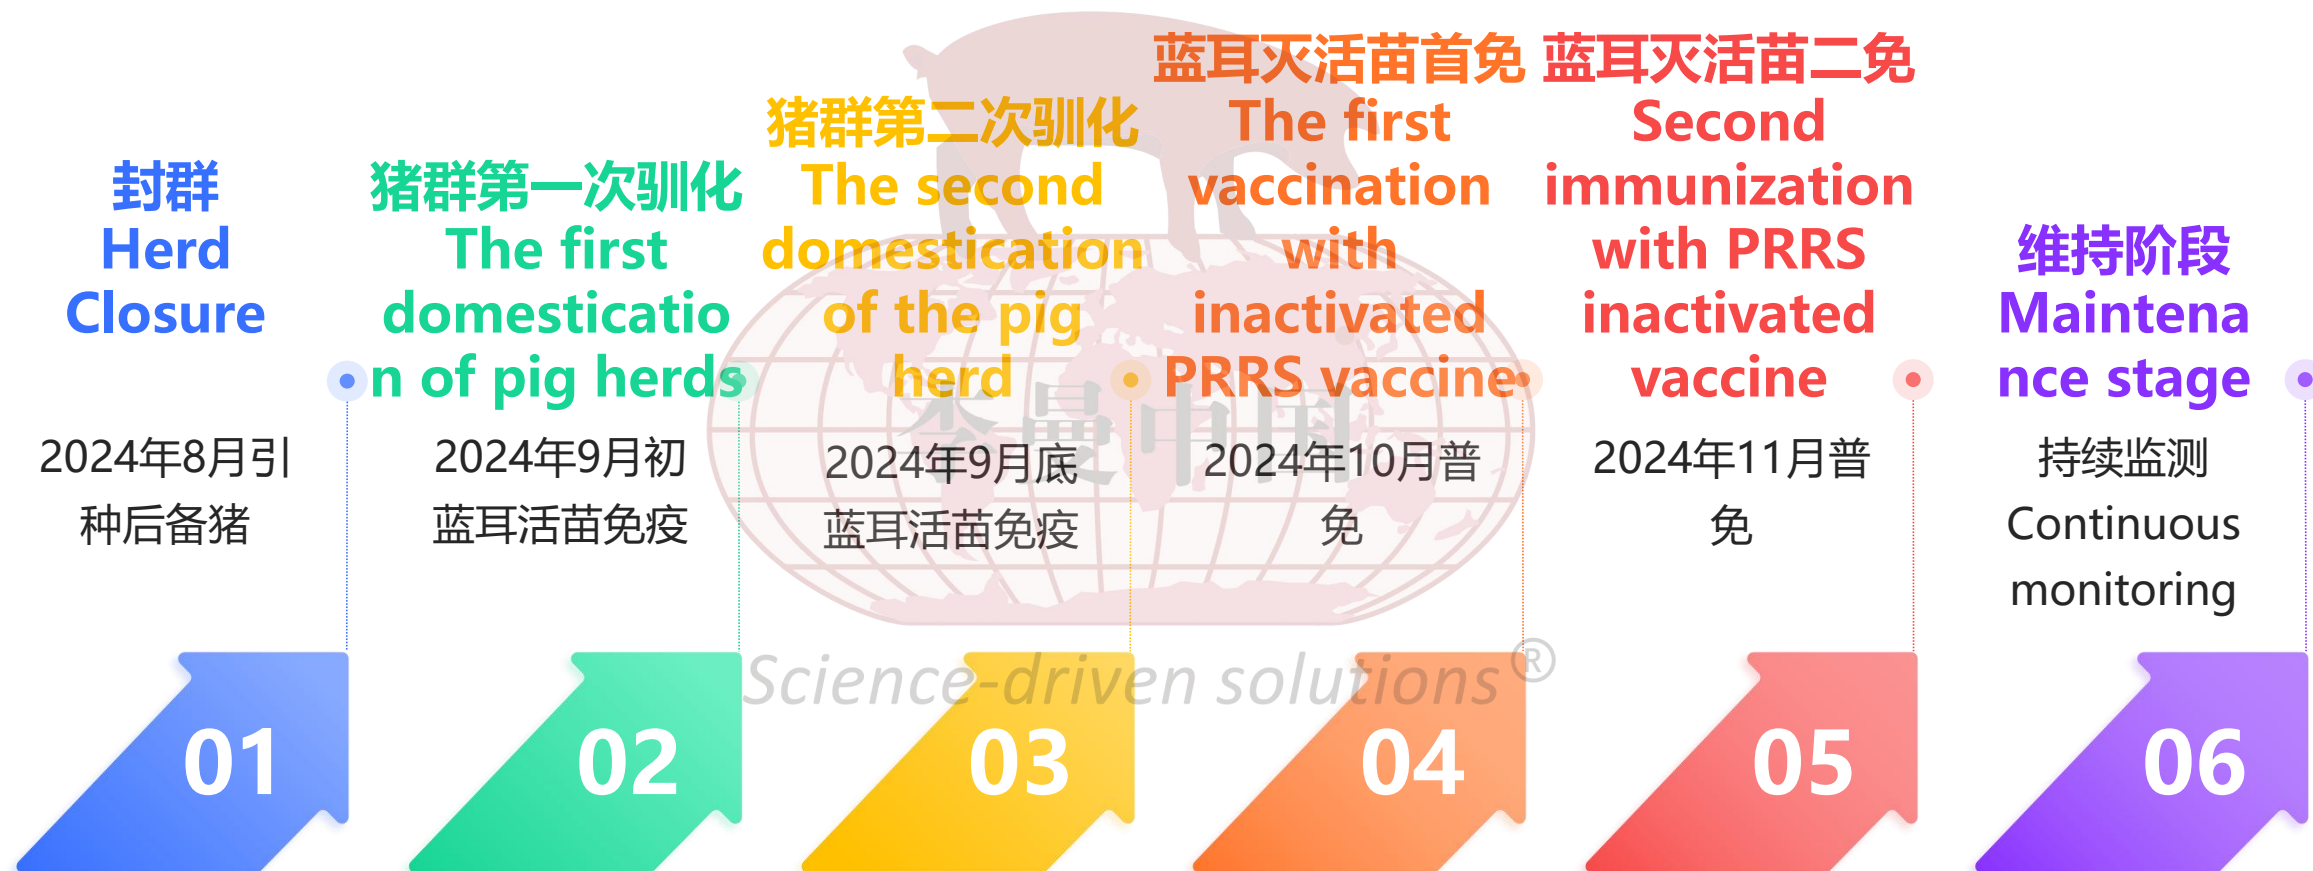 封群
Herd
Closure
2024年8月引
种后备猪
01
猪群第一次驯化
The first
domesticatio
n of pig herds
2024年9月初
蓝耳活苗免疫
02
猪群第二次驯化
The second
domestication
of the pig
herd
2024年9月底
蓝耳活苗免疫
03
蓝耳灭活苗首免
The first
vaccination
with
inactivated
PRRS vaccine
2024年10月普
免
04
蓝耳灭活苗二免
Second
immunization
with PRRS
inactivated
vaccine
2024年11月普
免
05
维持阶段
Maintena
nce stage
持续监测
Continuous
monitoring
06
李曼中国
Science-driven solutions®